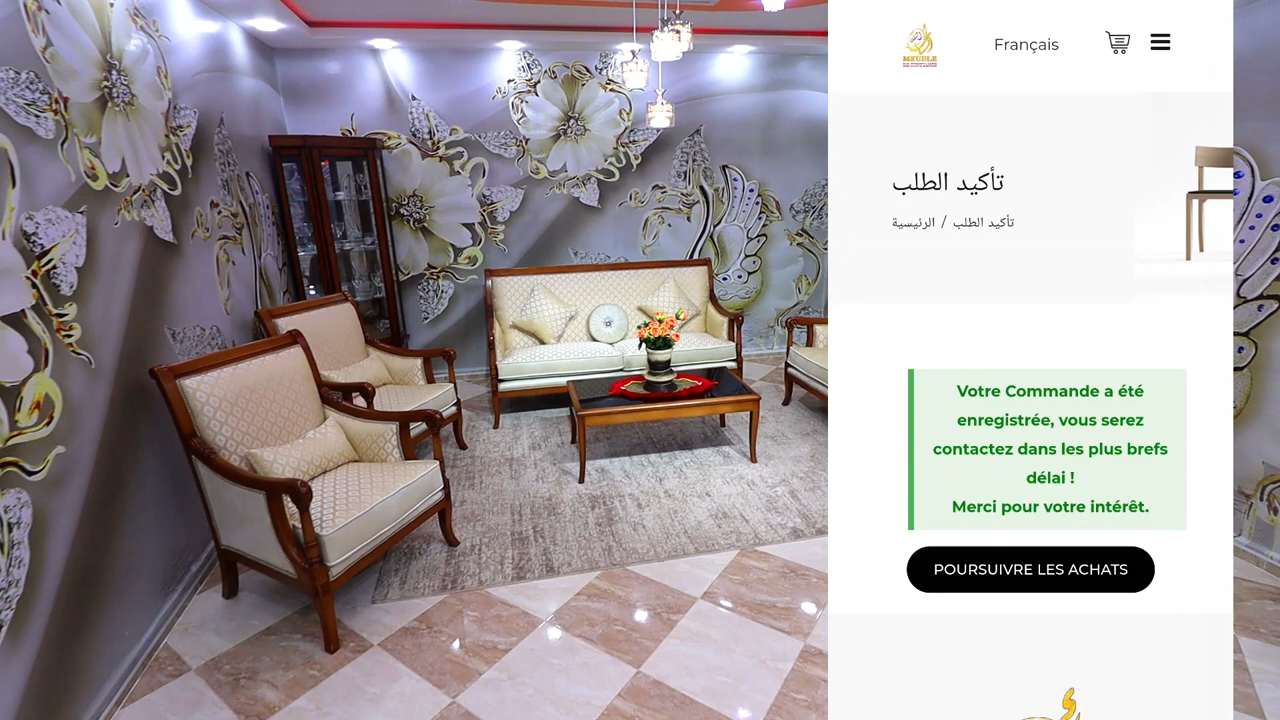 MEUBLE
Français
تأكيد الطلب
الرئيسية / تأكيد الطلب
Votre Commande a été
enregistrée, vous serez
contactez dans les plus brefs
délai !
Merci pour votre intérêt.
POURSUIVRE LES ACHATS